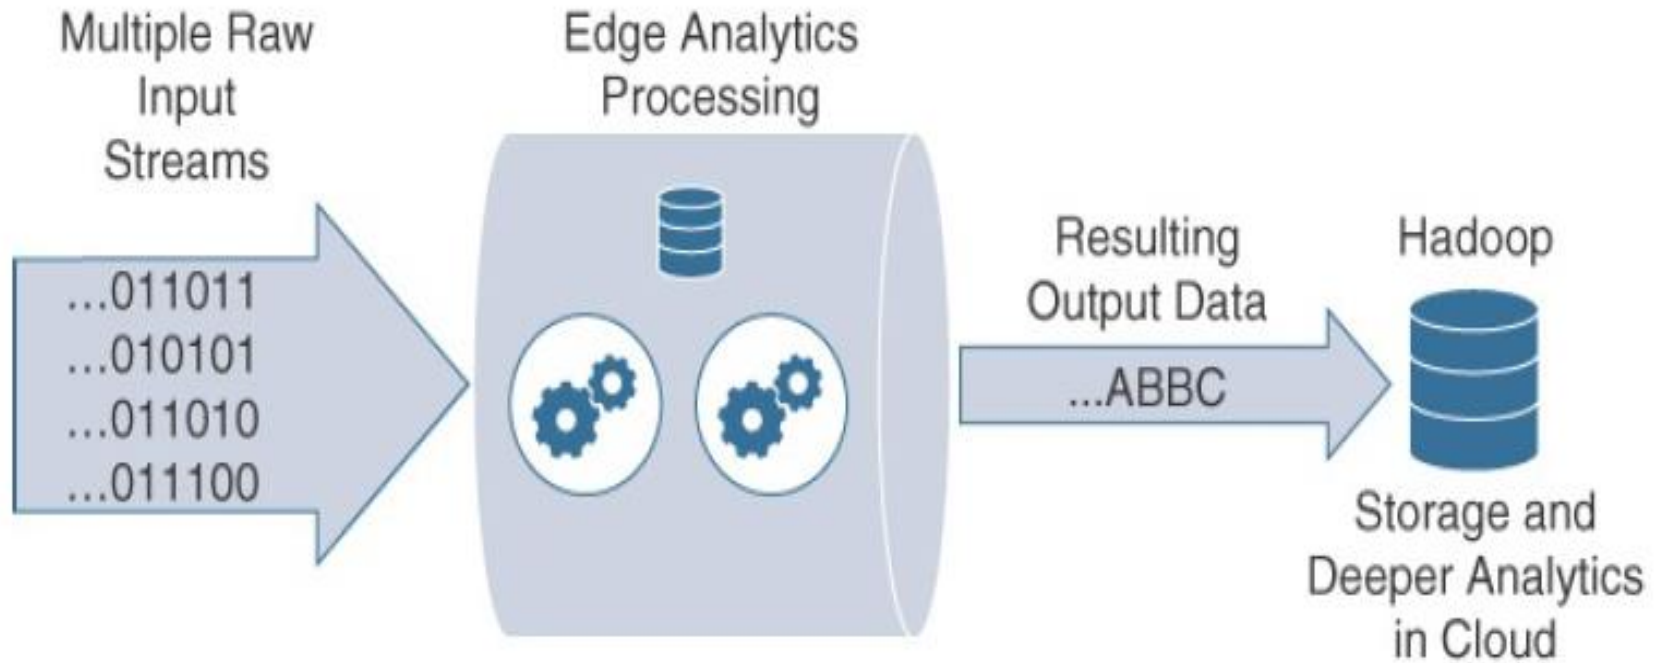 Multiple Raw
Input
Streams
...011011
...010101
...011010
...011100
Edge Analytics
Processing
Resulting
Output Data
...ABBC
Hadoop
Storage and
Deeper Analytics
in Cloud